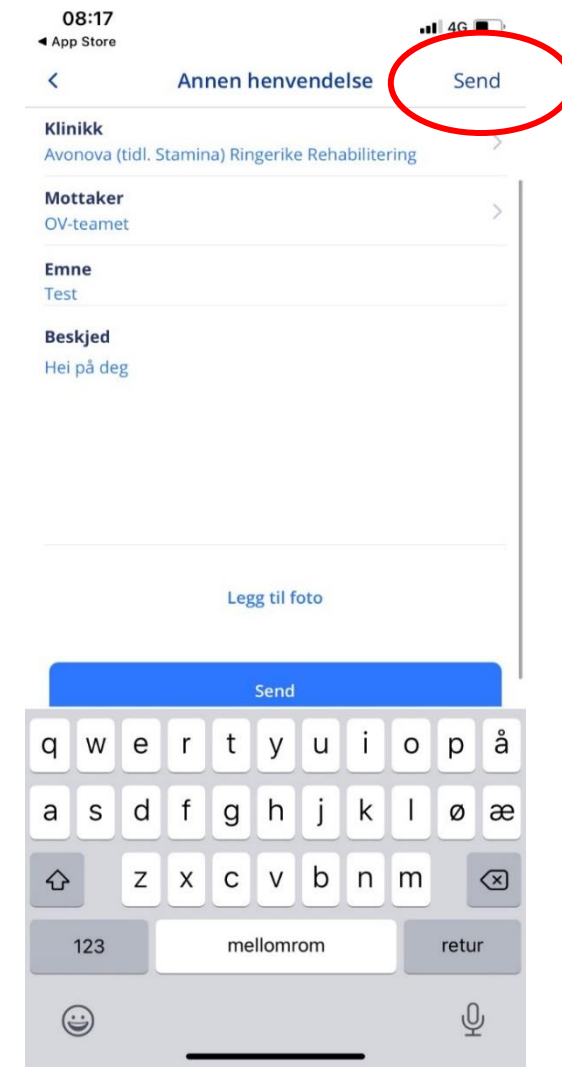 08:17
4G
◀ App Store
Annen henvendelse Send
Klinikk
Avonova (tidl. Stamina) Ringerike Rehabilitering
Mottaker
OV-teamet
Emne
Test
Beskjed
Hei på deg
Legg til foto
Send
q w e r t y u i o p å
a s d f g h j k l ø æ
z x c v b n m
123 mellomrom retur